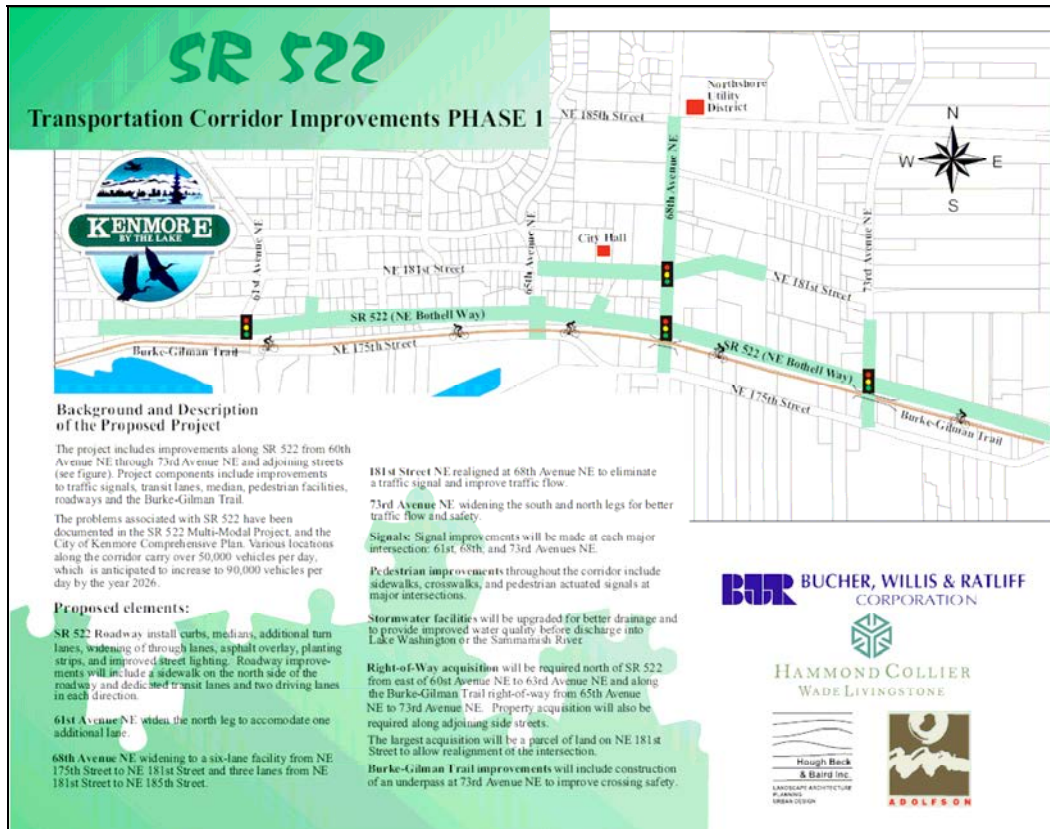 SR 522
Transportation Corridor Improvements PHASE 1
Northshore
Utility
District
NE 185th Street
68th Avenue NE
N
W
E
S
KENMORE
BY THE LAKE
61st Avenue NE
65th Avenue NE
City Hall
NE 181st Street
NE 181st Street
73rd Avenue NE
SR 522 (NE Bothell Way)
SR 522 (NE Bothell Way)
Burke-Gilman Trail
NE 175th Street
NE 175th Street
Burke-Gilman Trail
Background and Description
of the Proposed Project
The project includes improvements along SR 522 from 60th
Avenue NE through 73rd Avenue NE and adjoining streets
(see figure). Project components include improvements
to traffic signals, transit lanes, median, pedestrian facilities,
roadways and the Burke-Gilman Trail.
The problems associated with SR 522 have been
documented in the SR 522 Multi-Modal Project, and the
City of Kenmore Comprehensive Plan. Various locations
along the corridor carry over 50,000 vehicles per day,
which is anticipated to increase to 90,000 vehicles per
day by the year 2026.
Proposed elements:
SR 522 Roadway install curbs, medians, additional turn
lanes, widening of through lanes, asphalt overlay, planting
strips, and improved street lighting. Roadway improve-
ments will include a sidewalk on the north side of the
roadway and dedicated transit lanes and two driving lanes
in each direction.
61st Avenue NE widen the north leg to accomodate one
additional lane.
68th Avenue NE widening to a six-lane facility from NE
175th Street to NE 181st Street and three lanes from NE
181st Street to NE 185th Street.
181st Street NE realigned at 68th Avenue NE to eliminate
a traffic signal and improve traffic flow.
73rd Avenue NE widening the south and north legs for better
traffic flow and safety.
Signals: Signal improvements will be made at each major
intersection: 61st, 68th, and 73rd Avenues NE.
Pedestrian improvements throughout the corridor include
sidewalks, crosswalks, and pedestrian actuated signals at
major intersections.
Stormwater facilities will be upgraded for better drainage and
to provide improved water quality before discharge into
Lake Washington or the Sammamish River.
Right-of-Way acquisition will be required north of SR 522
from east of 60st Avenue NE to 63rd Avenue NE and along
the Burke-Gilman Trail right-of-way from 65th Avenue
NE to 73rd Avenue NE. Property acquisition will also be
required along adjoining side streets.
The largest acquisition will be a parcel of land on NE 181st
Street to allow realignment of the intersection.
Burke-Gilman Trail improvements will include construction
of an underpass at 73rd Avenue NE to improve crossing safety.
BWR BUCHER, WILLIS & RATLIFF
CORPORATION
HAMMOND COLLIER
WADE LIVINGSTONE
Hough Beck
& Baird Inc.
LANDSCAPE ARCHITECTURE
PLANNING
URBAN DESIGN
ADOLFSON